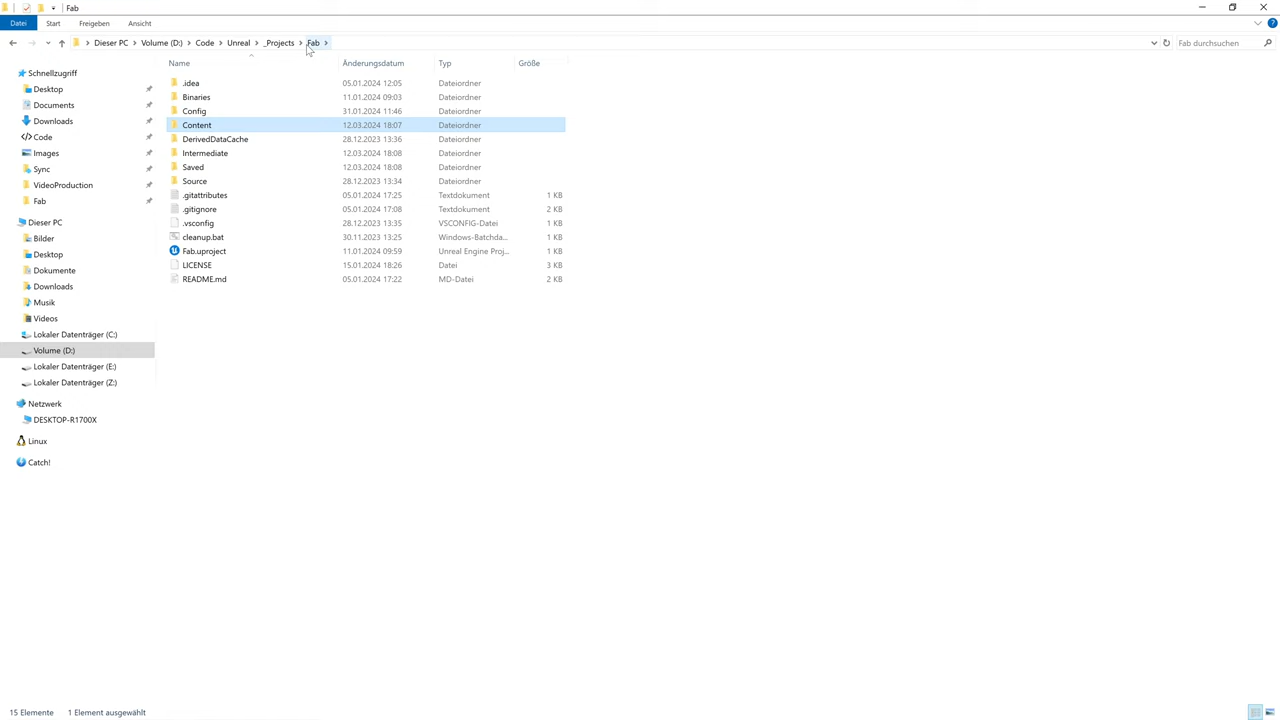 Fab
Datei Start Freigeben Ansicht
Dieser PC Volume (D:) Code Unreal _Projects Fab Fab durchsuchen
Name Änderungsdatum Typ Größe
.idea 05.01.2024 12:05 Dateiordner
Binaries 11.01.2024 09:03 Dateiordner
Config 31.01.2024 11:46 Dateiordner
Content 12.03.2024 18:07 Dateiordner
DerivedDataCache 28.12.2023 13:36 Dateiordner
Intermediate 12.03.2024 18:08 Dateiordner
Saved 12.03.2024 18:08 Dateiordner
Source 28.12.2023 13:34 Dateiordner
.gitattributes 05.01.2024 17:25 Textdokument 1 KB
.gitignore 05.01.2024 17:08 Textdokument 2 KB
.vsconfig 28.12.2023 13:35 VSCONFIG-Datei 1 KB
cleanup.bat 30.11.2023 13:25 Windows-Batchda... 1 KB
Fab.uproject 11.01.2024 09:59 Unreal Engine Proj... 1 KB
LICENSE 15.01.2024 18:26 Datei 3 KB
README.md 05.01.2024 17:22 MD-Datei 2 KB
Schnellzugriff
Desktop
Documents
Downloads
Code
Images
Sync
VideoProduction
Fab
Dieser PC
Bilder
Desktop
Dokumente
Downloads
Musik
Videos
Lokaler Datenträger (C:)
Volume (D:)
Lokaler Datenträger (E:)
Lokaler Datenträger (Z:)
Netzwerk
DESKTOP-R1700X
Linux
Catch!
15 Elemente 1 Element ausgewählt